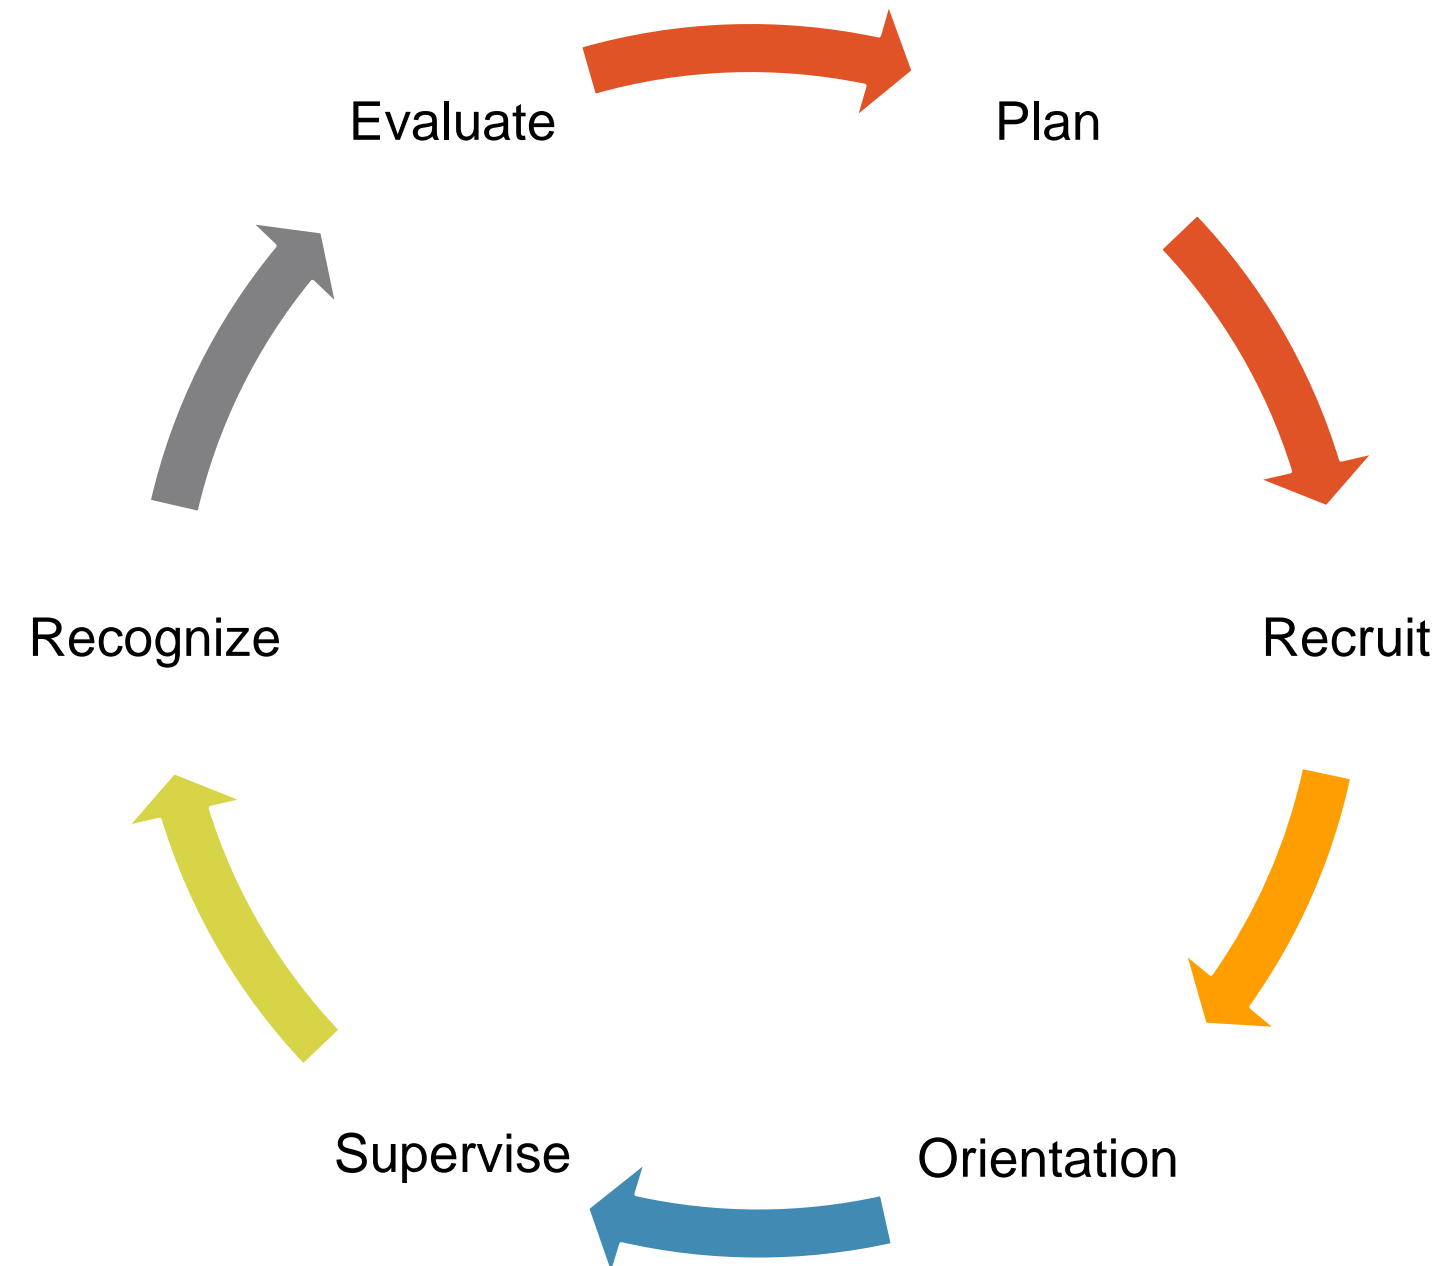 Evaluate
Plan
Recognize
Recruit
Supervise
Orientation